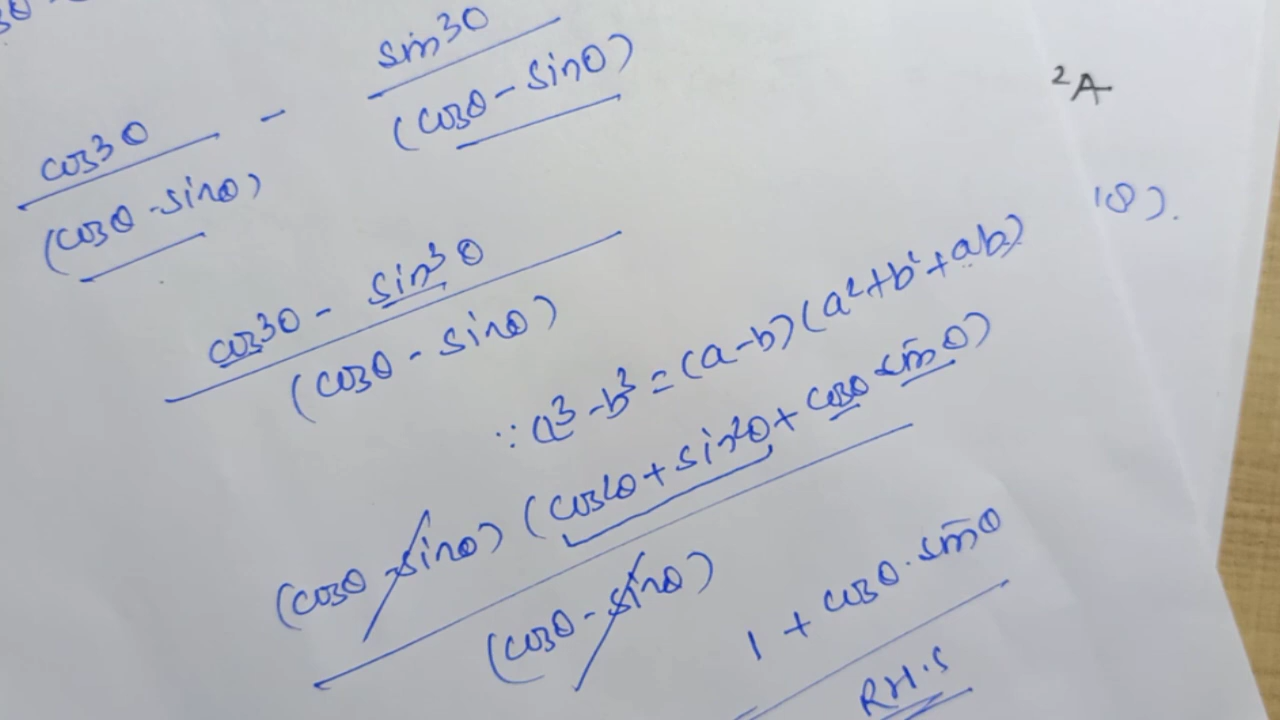 cos³θ / (cosθ - sinθ) - sin³θ / (cosθ - sinθ)
cos³θ - sin³θ / (cosθ - sinθ)
∵ a³ - b³ = (a-b)(a²+b²+ab)
(cosθ - sinθ) (cos²θ + sin²θ + cosθ sinθ) / (cosθ - sinθ)
1 + cosθ . sinθ
RH.S
²A